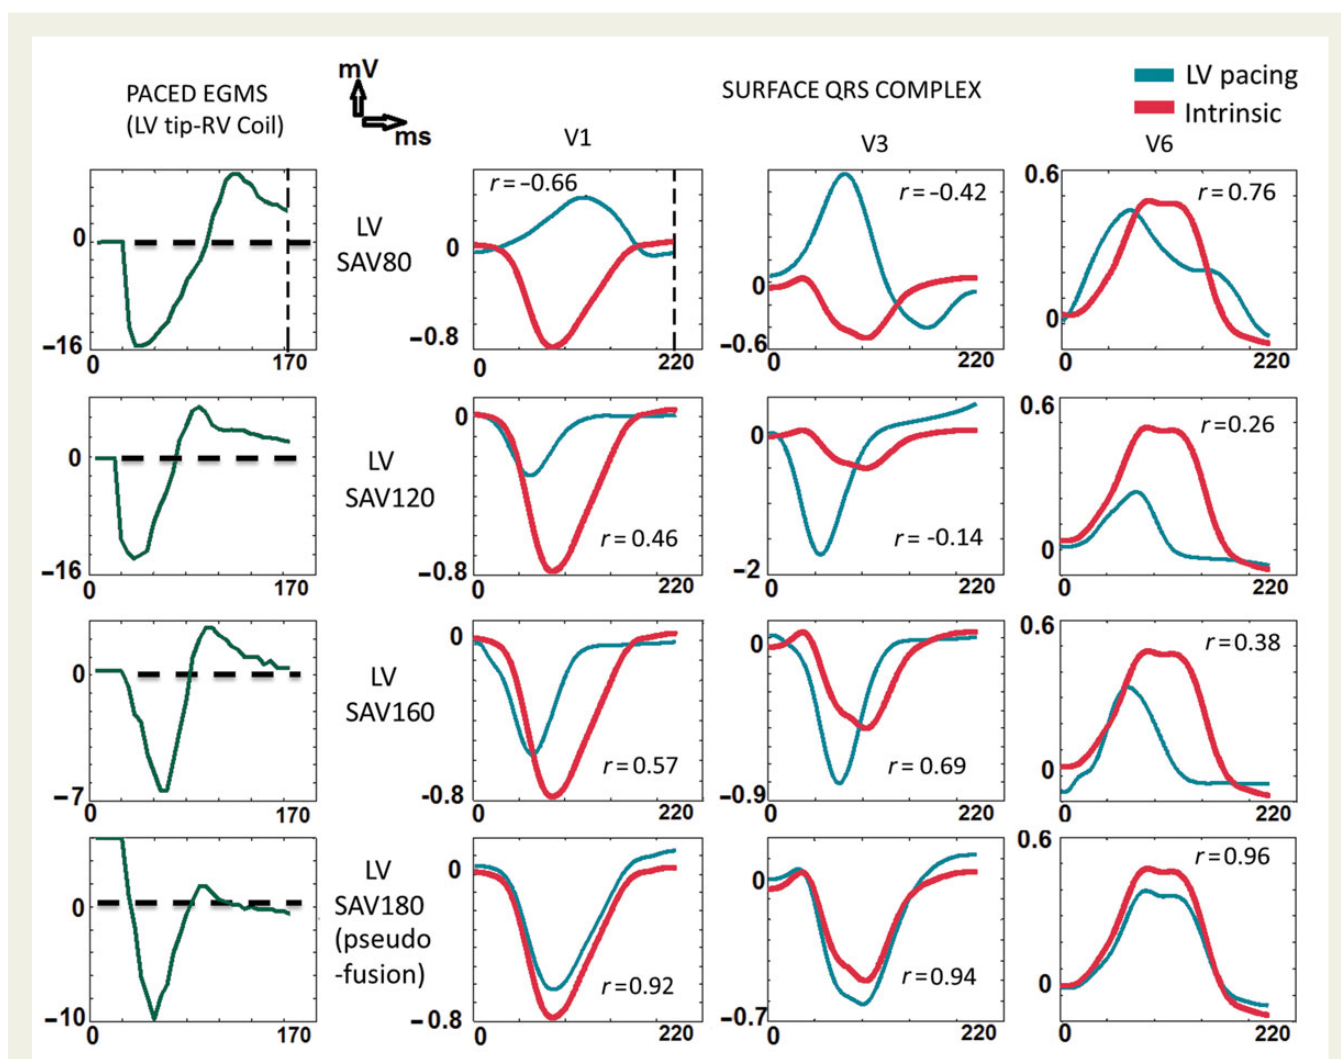 PACED EGMS
(LV tip-RV Coil)
mV
ms
SURFACE QRS COMPLEX
LV pacing
Intrinsic
V1
V3
V6
0
−16
0
170
LV
SAV80
r = −0.66
0
−0.8
0
220
r = −0.42
0
−0.6
0
220
0.6
r = 0.76
0
0
220
0
−16
0
170
LV
SAV120
0
r = 0.46
−0.8
0
220
0
r = -0.14
−2
0
220
0.6
r = 0.26
0
0
220
0
−7
0
170
LV
SAV160
0
r = 0.57
-0.8
0
220
0
r = 0.69
−0.9
0
220
0.6
r = 0.38
0
0
220
0
−10
0
170
LV
SAV180
(pseudo
-fusion)
0
r = 0.92
−0.8
0
220
0
r = 0.94
−0.7
0
220
0.6
r = 0.96
0
0
220